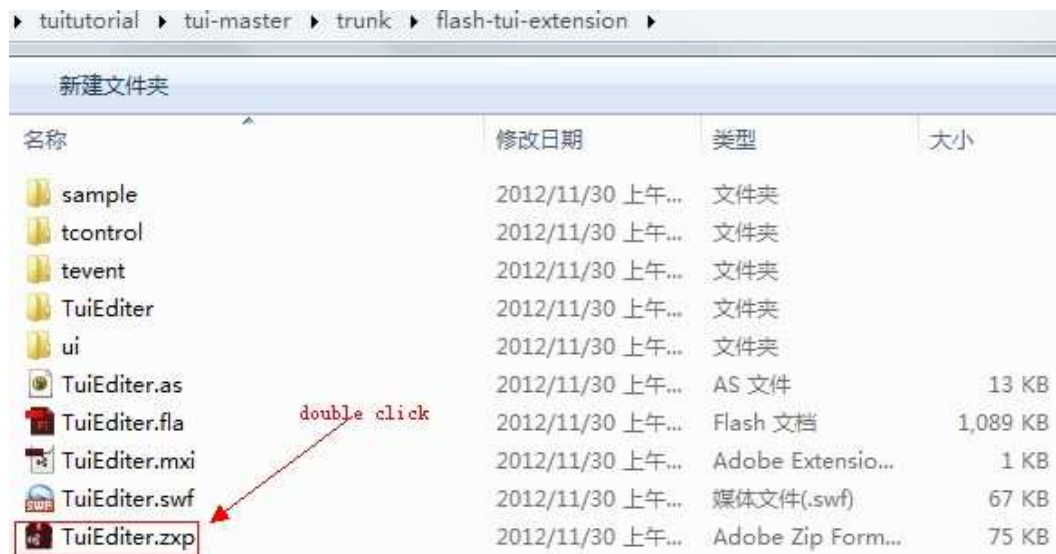 tuitutorial ▸ tui-master ▸ trunk ▸ flash-tui-extension ▸
新建文件夹
名称 修改日期 类型 大小
sample 2012/11/30 上午... 文件夹
tcontrol 2012/11/30 上午... 文件夹
tevent 2012/11/30 上午... 文件夹
TuiEditer 2012/11/30 上午... 文件夹
ui 2012/11/30 上午... 文件夹
TuiEditer.as 2012/11/30 上午... AS 文件 13 KB
TuiEditer.fla 2012/11/30 上午... Flash 文档 1,089 KB
double click
TuiEditer.mxi 2012/11/30 上午... Adobe Extensio... 1 KB
TuiEditer.swf 2012/11/30 上午... 媒体文件(.swf) 67 KB
TuiEditer.zxp 2012/11/30 上午... Adobe Zip Form... 75 KB